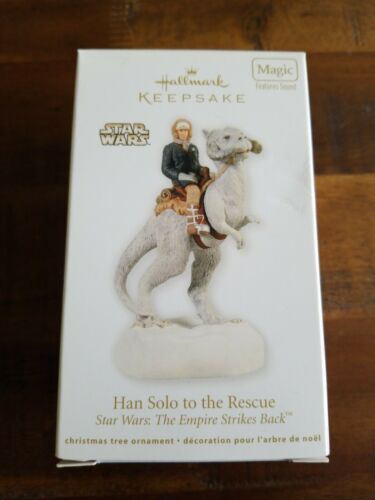 Hallmark
KEEPSAKE
Magic
Features Sound
STAR
WARS
Han Solo to the Rescue
Star Wars: The Empire Strikes Back™
christmas tree ornament • décoration pour l'arbre de noël